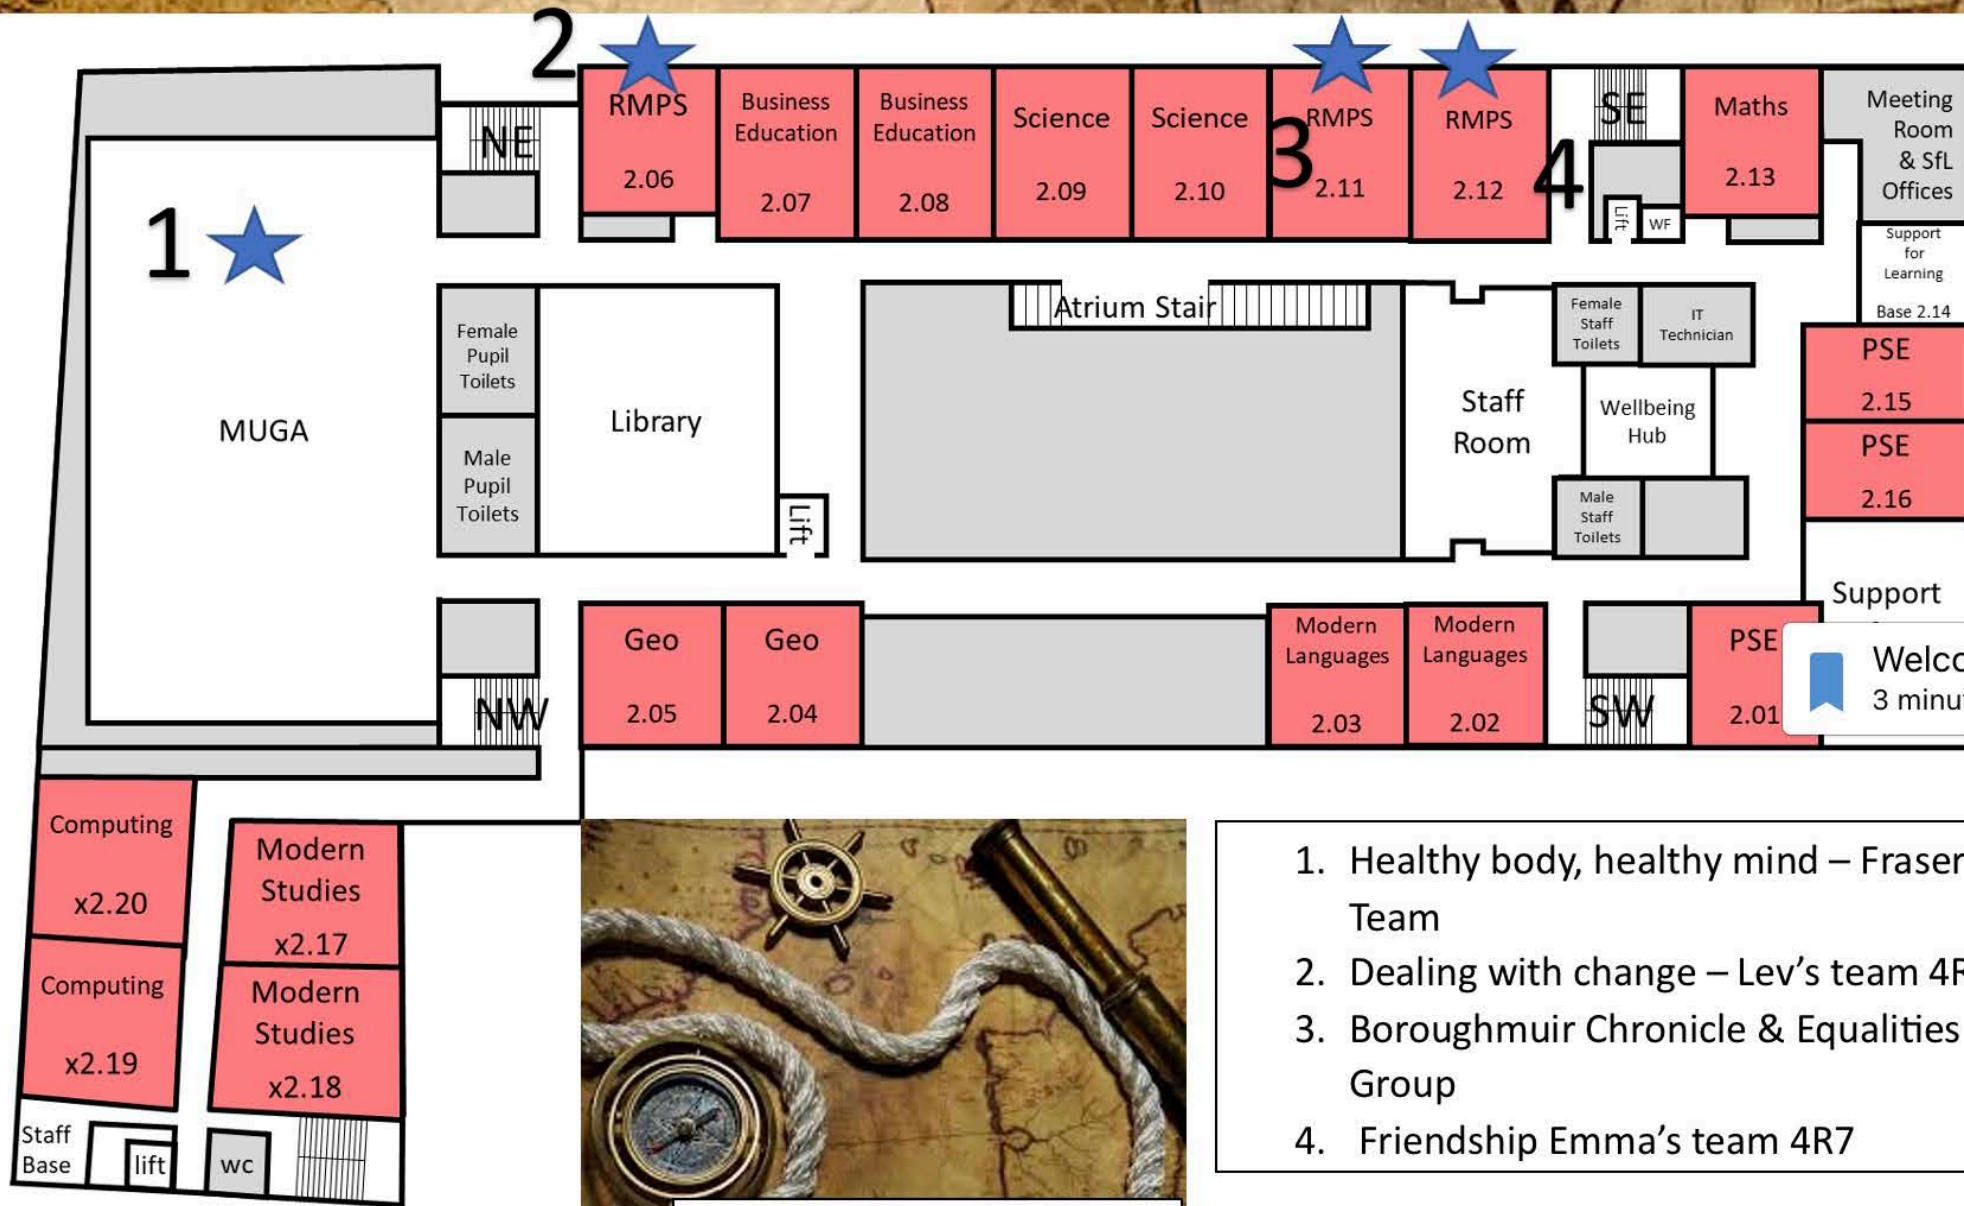 2
RMPS
2.06
Business
Education
2.07
Business
Education
2.08
Science
2.09
Science
2.10
3
RMPS
2.11
RMPS
2.12
4
SE
Lift
WF
Maths
2.13
Meeting
Room
& SfL
Offices
Support
for
Learning
Base 2.14
NE
1
MUGA
Female
Pupil
Toilets
Male
Pupil
Toilets
Library
Lift
Atrium Stair
Staff
Room
Female
Staff
Toilets
IT
Technician
Wellbeing
Hub
Male
Staff
Toilets
PSE
2.15
PSE
2.16
Support
NW
Geo
2.05
Geo
2.04
Modern
Languages
2.03
Modern
Languages
2.02
SW
PSE
2.01
Welco
3 minu
Computing
x2.20
Modern
Studies
x2.17
Computing
x2.19
Modern
Studies
x2.18
Staff
Base
lift
wc
1. Healthy body, healthy mind – Fraser
Team
2. Dealing with change – Lev's team 4R
3. Boroughmuir Chronicle & Equalities
Group
4. Friendship Emma's team 4R7